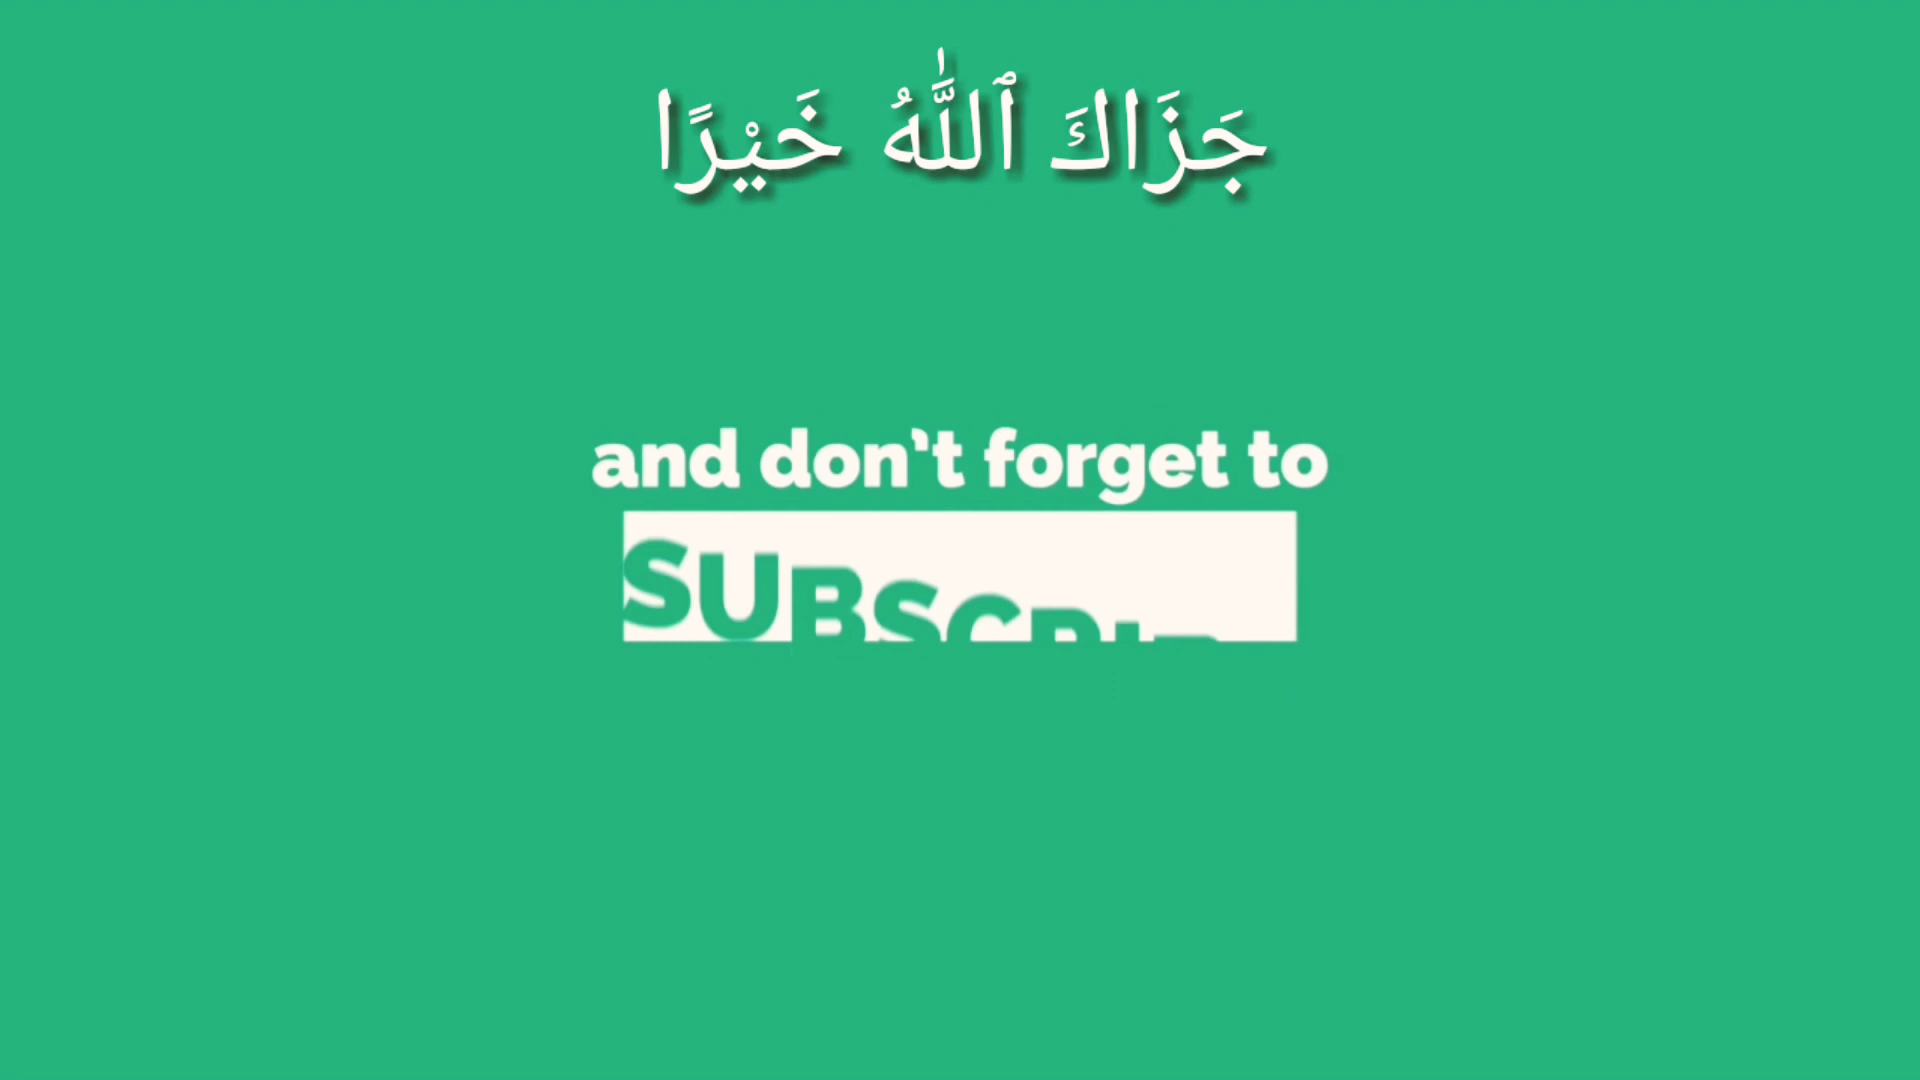 جَزَاكَ ٱللَّٰهُ خَيْرًا
and don't forget to